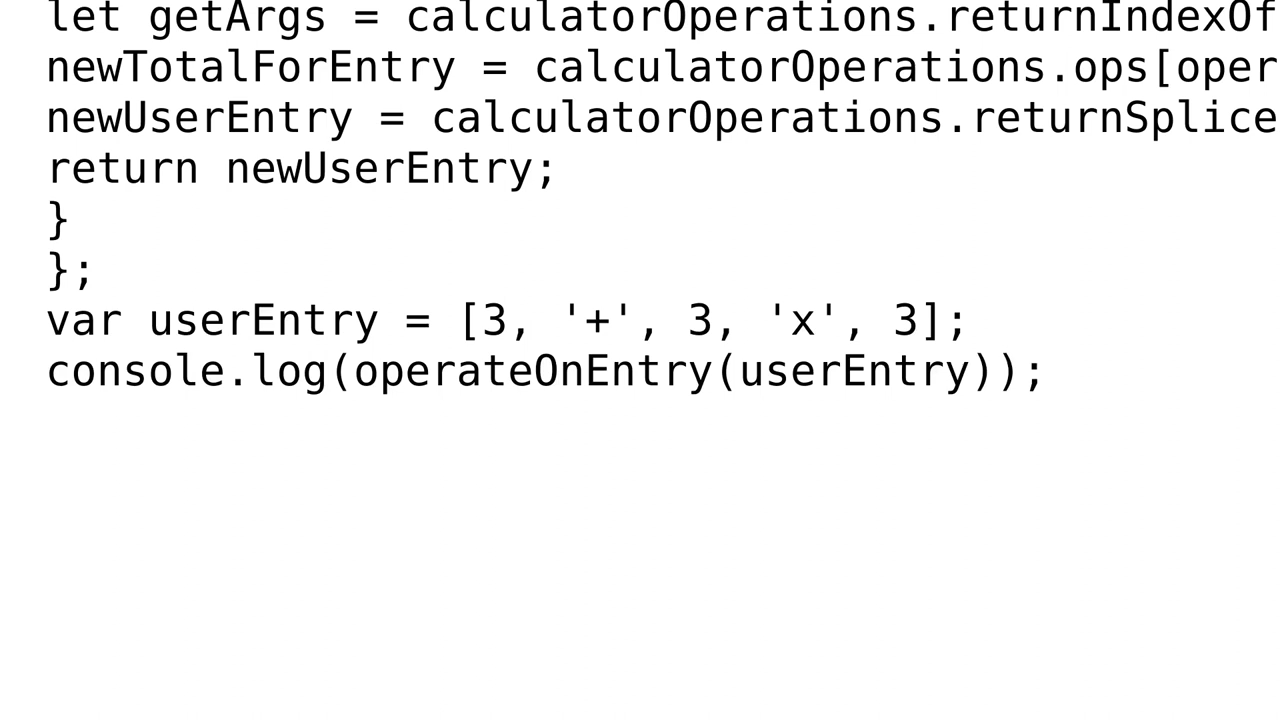 let getArgs = calculatorOperations.returnIndexOf
newTotalForEntry = calculatorOperations.ops[oper
newUserEntry = calculatorOperations.returnSplice
return newUserEntry;
}
};
var userEntry = [3, '+', 3, 'x', 3];
console.log(operateOnEntry(userEntry));